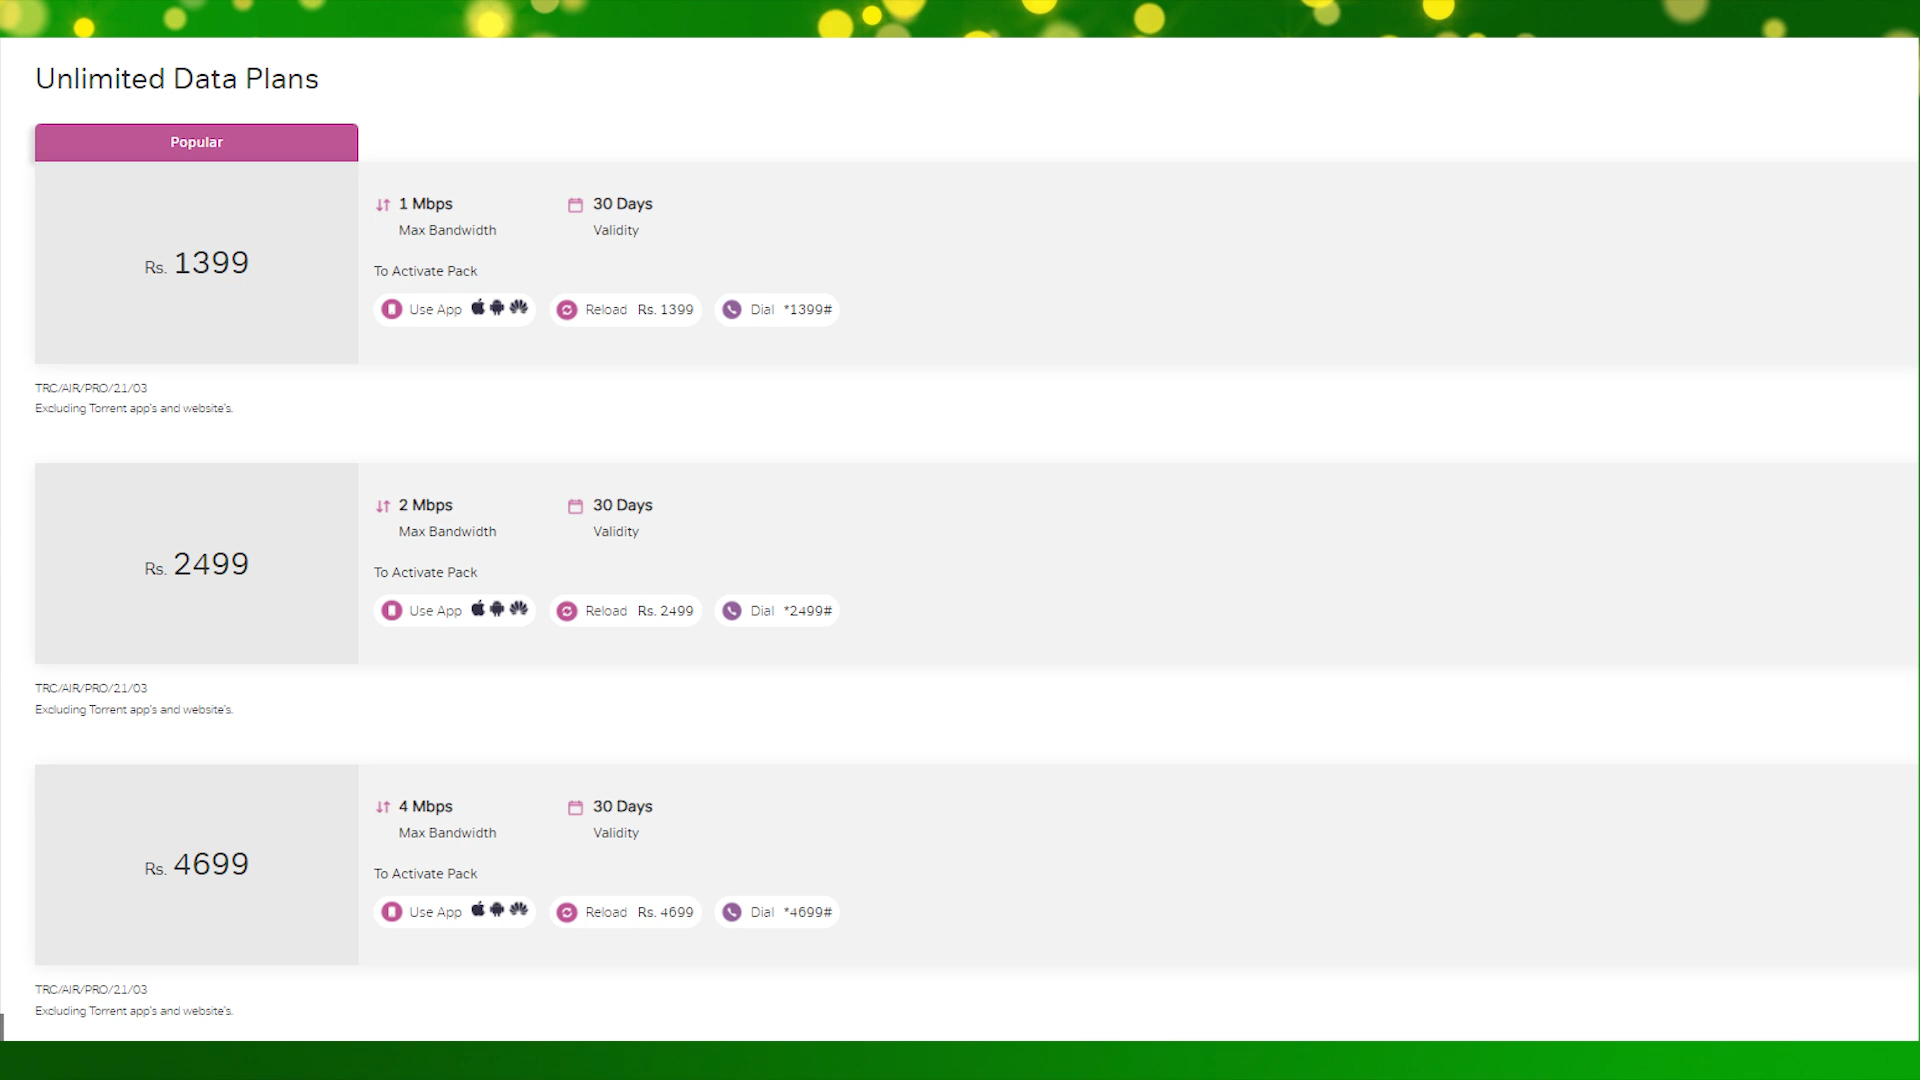 Unlimited Data Plans
Popular
Rs. 1399
1 Mbps
Max Bandwidth
30 Days
Validity
To Activate Pack
Use App
Reload Rs. 1399
Dial *1399#
TRC/AIR/PRO/21/03
Excluding Torrent app's and website's.
Rs. 2499
2 Mbps
Max Bandwidth
30 Days
Validity
To Activate Pack
Use App
Reload Rs. 2499
Dial *2499#
TRC/AIR/PRO/21/03
Excluding Torrent app's and website's.
Rs. 4699
4 Mbps
Max Bandwidth
30 Days
Validity
To Activate Pack
Use App
Reload Rs. 4699
Dial *4699#
TRC/AIR/PRO/21/03
Excluding Torrent app's and website's.